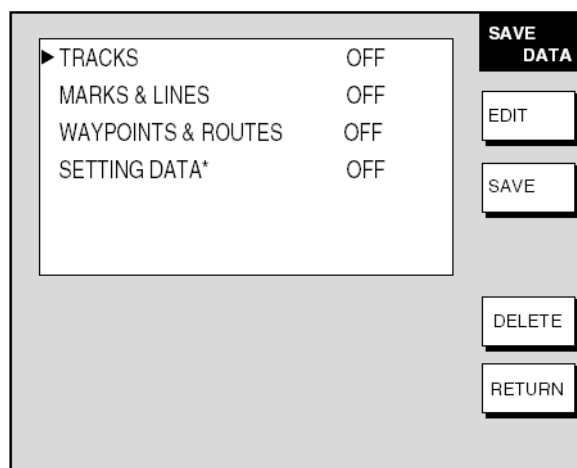 SAVE
DATA
▶TRACKS OFF
MARKS & LINES OFF
WAYPOINTS & ROUTES OFF
SETTING DATA* OFF
EDIT
SAVE
DELETE
RETURN